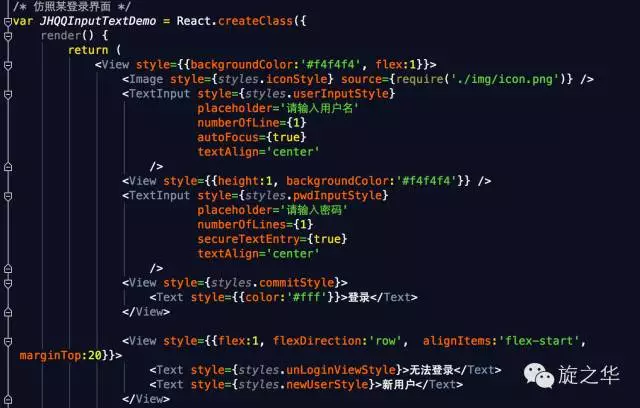 /* 仿照某登录界面 */
var JHQQInputTextDemo = React.createClass({
    render() {
        return (
            <View style={{backgroundColor:'#f4f4f4', flex:1}}>
                <Image style={styles.iconStyle} source={require('./img/icon.png')} />
                <TextInput style={styles.userInputStyle}
                           placeholder='请输入用户名'
                           numberOfLine={1}
                           autoFocus={true}
                           textAlign='center'
                    />
                <View style={{height:1, backgroundColor:'#f4f4f4'}} />
                <TextInput style={styles.pwdInputStyle}
                           placeholder='请输入密码'
                           numberOfLines={1}
                           secureTextEntry={true}
                           textAlign='center'
                    />
                <View style={styles.commitStyle}>
                    <Text style={{color:'#fff'}}>登录</Text>
                </View>

                <View style={{flex:1, flexDirection:'row',  alignItems:'flex-start',
marginTop:20}}>
                    <Text style={styles.unLoginViewStyle}>无法登录</Text>
                    <Text style={styles.newUserStyle}>新用户</Text>
                </View>
旋之华